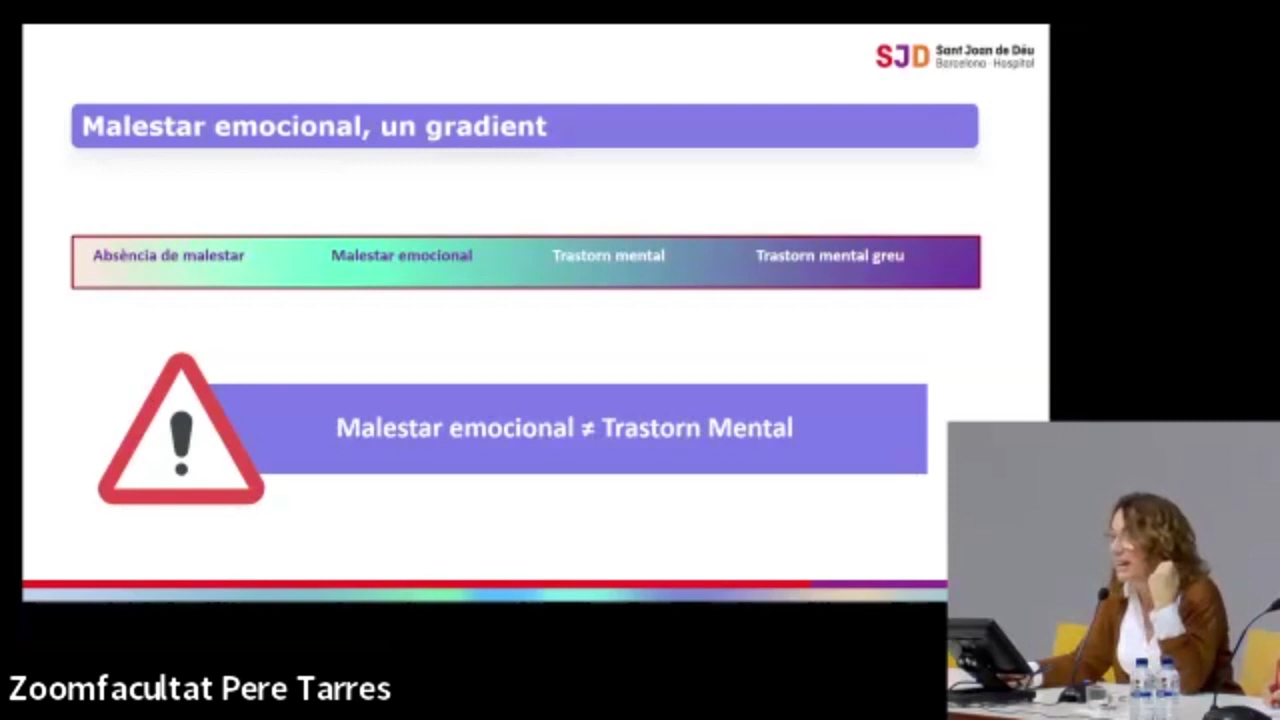 SJD Sant Joan de Déu
Barcelona · Hospital
Malestar emocional, un gradient
Absència de malestar Malestar emocional Trastorn mental Trastorn mental greu
Malestar emocional ≠ Trastorn Mental
Zoomfacultat Pere Tarres